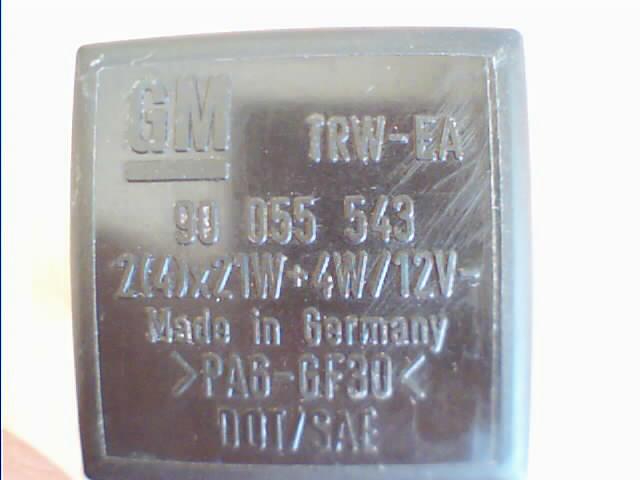 GM TRW-EA
90 055 543
2(4)x21W+4W/12V-
Made in Germany
>PA6-GF30<
DOT/SAE